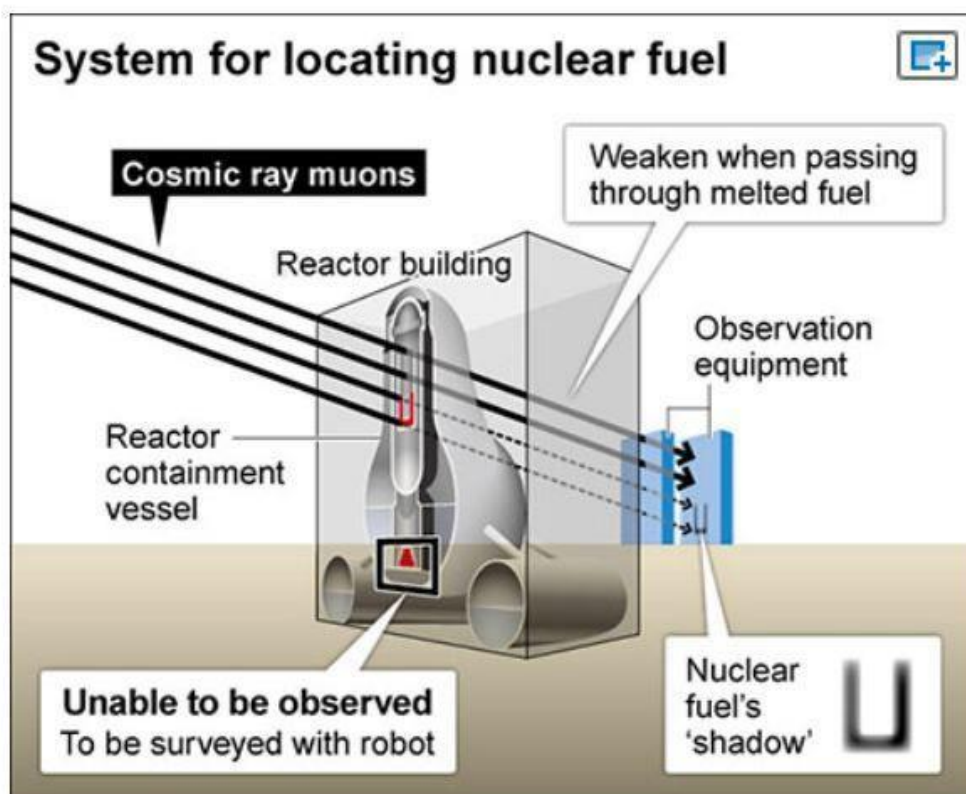 System for locating nuclear fuel
Cosmic ray muons
Weaken when passing
through melted fuel
Reactor building
Observation
equipment
Reactor
containment
vessel
Unable to be observed
To be surveyed with robot
Nuclear
fuel's
'shadow'